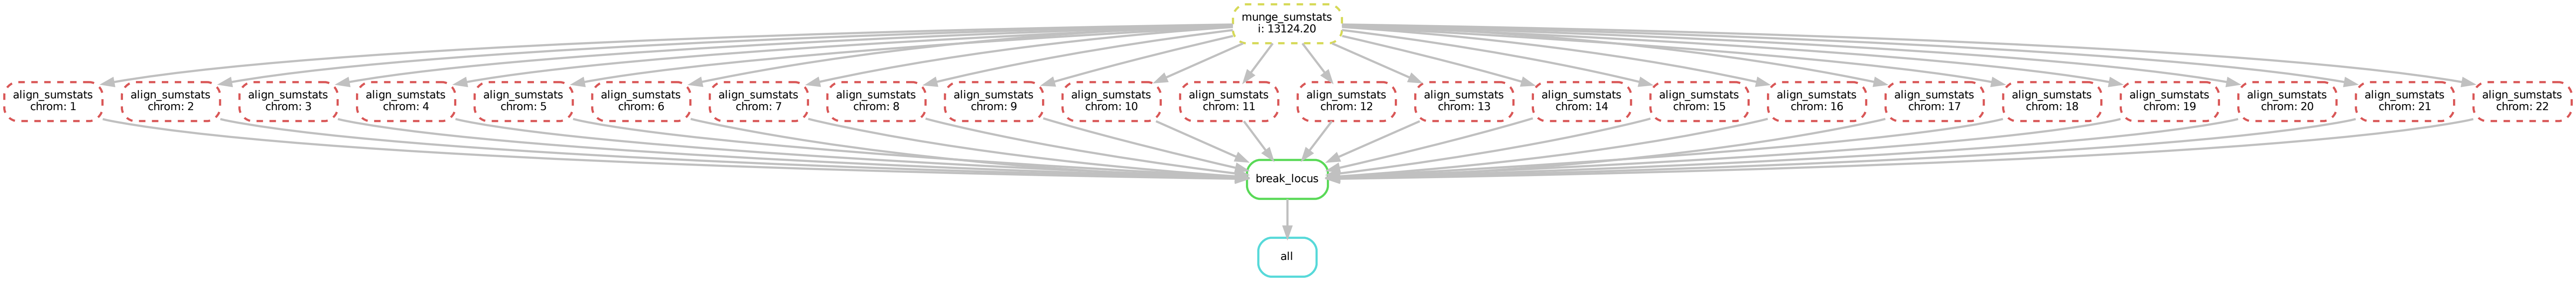 munge_sumstats
i: 13124.20
align_sumstats
chrom: 1
align_sumstats
chrom: 2
align_sumstats
chrom: 3
align_sumstats
chrom: 4
align_sumstats
chrom: 5
align_sumstats
chrom: 6
align_sumstats
chrom: 7
align_sumstats
chrom: 8
align_sumstats
chrom: 9
align_sumstats
chrom: 10
align_sumstats
chrom: 11
align_sumstats
chrom: 12
align_sumstats
chrom: 13
align_sumstats
chrom: 14
align_sumstats
chrom: 15
align_sumstats
chrom: 16
align_sumstats
chrom: 17
align_sumstats
chrom: 18
align_sumstats
chrom: 19
align_sumstats
chrom: 20
align_sumstats
chrom: 21
align_sumstats
chrom: 22
break_locus
all